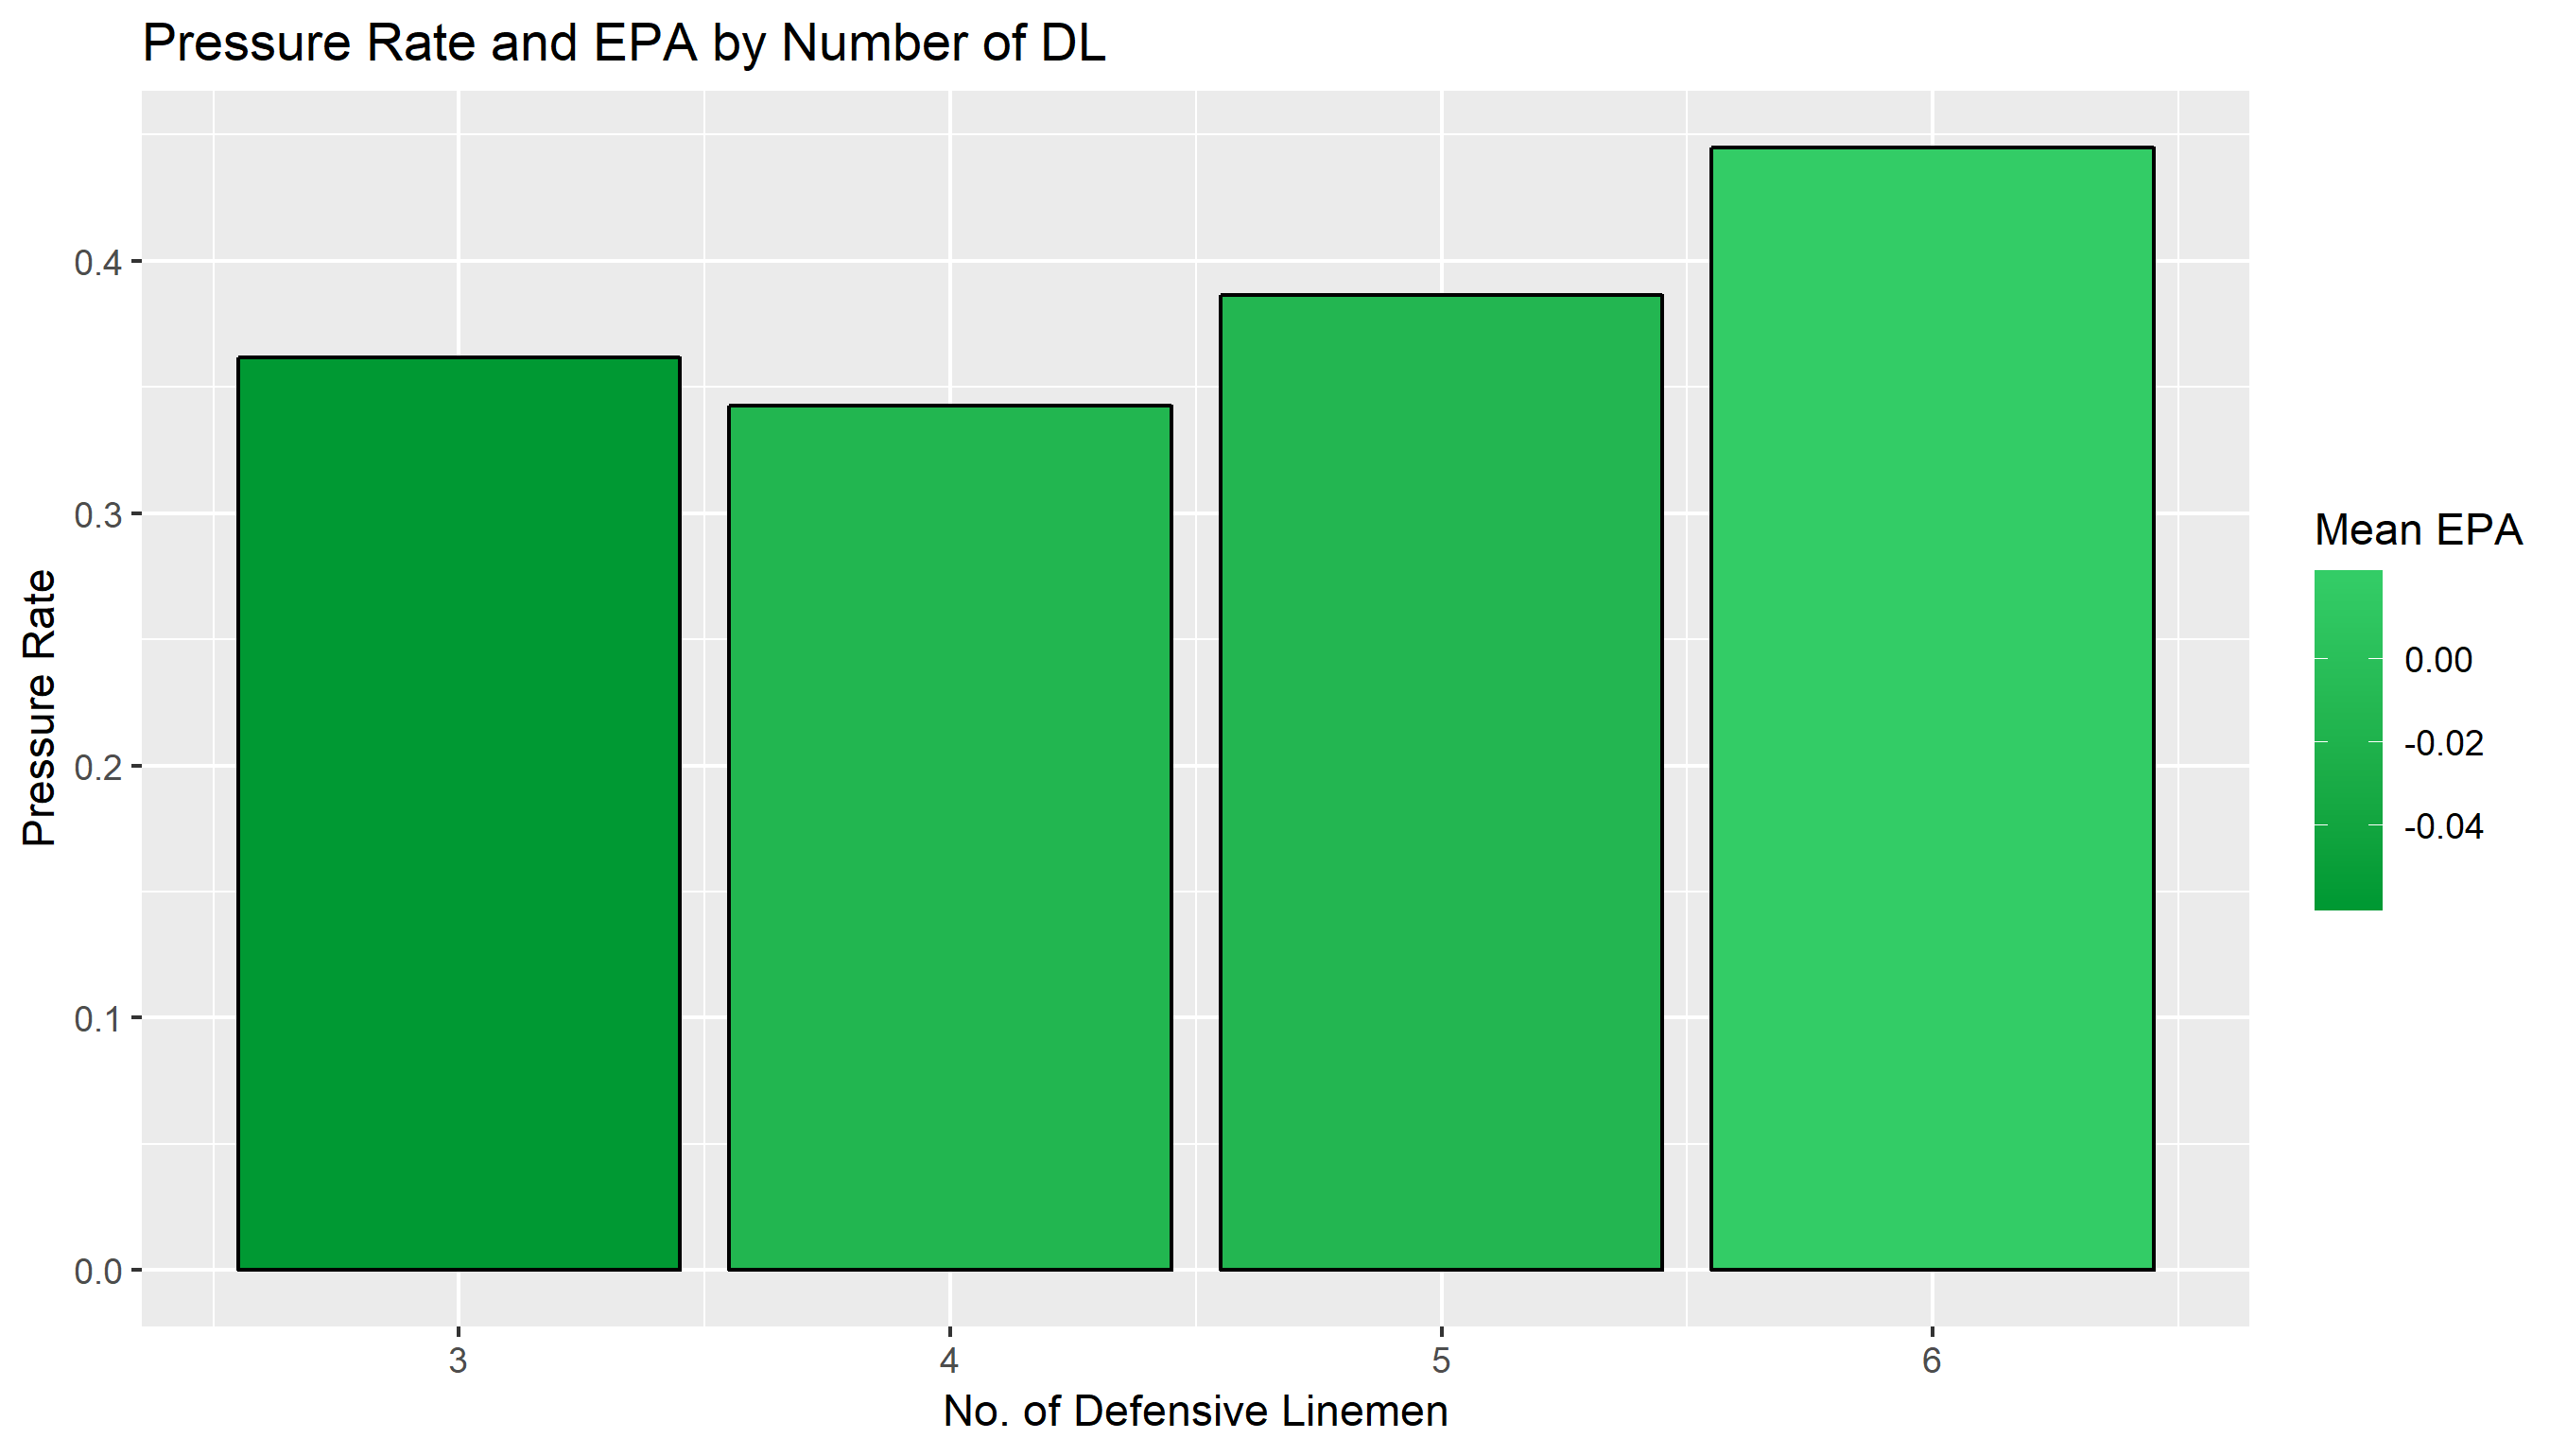 Pressure Rate and EPA by Number of DL
Pressure Rate
0.4
0.3
0.2
0.1
0.0
3 4 5 6
No. of Defensive Linemen
Mean EPA
0.00
-0.02
-0.04